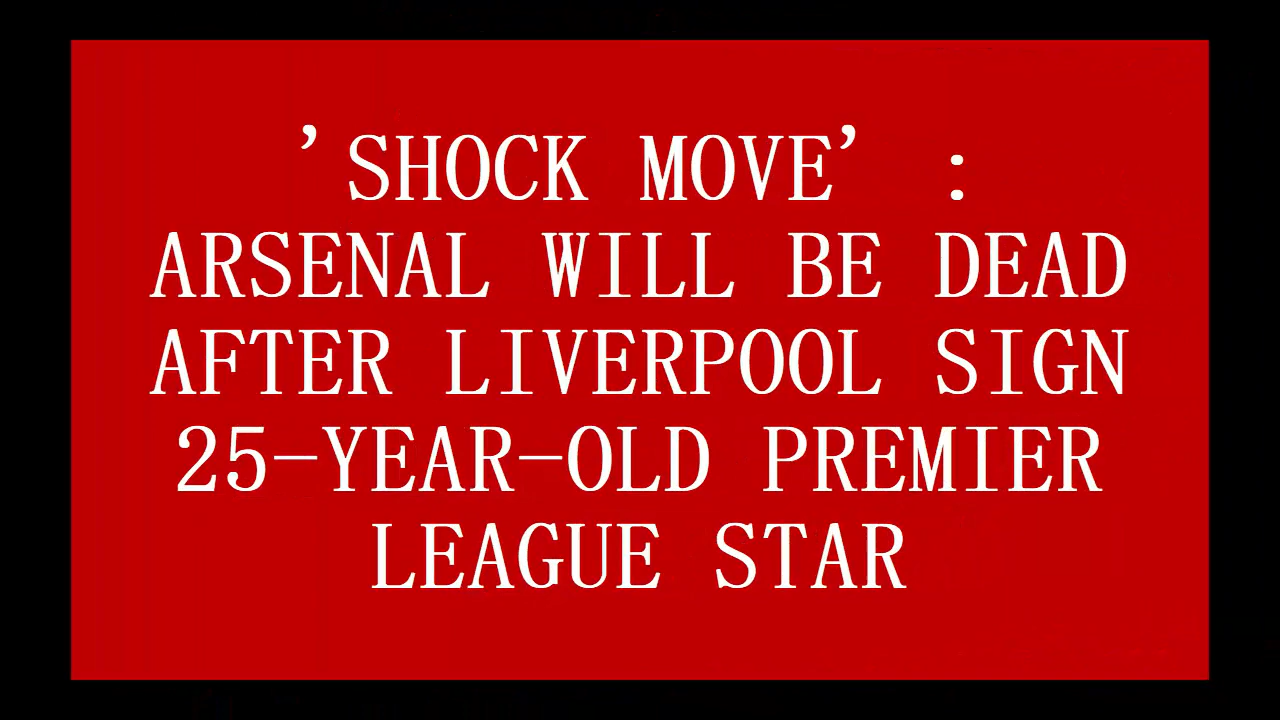 ’SHOCK MOVE’ :
ARSENAL WILL BE DEAD
AFTER LIVERPOOL SIGN
25-YEAR-OLD PREMIER
LEAGUE STAR